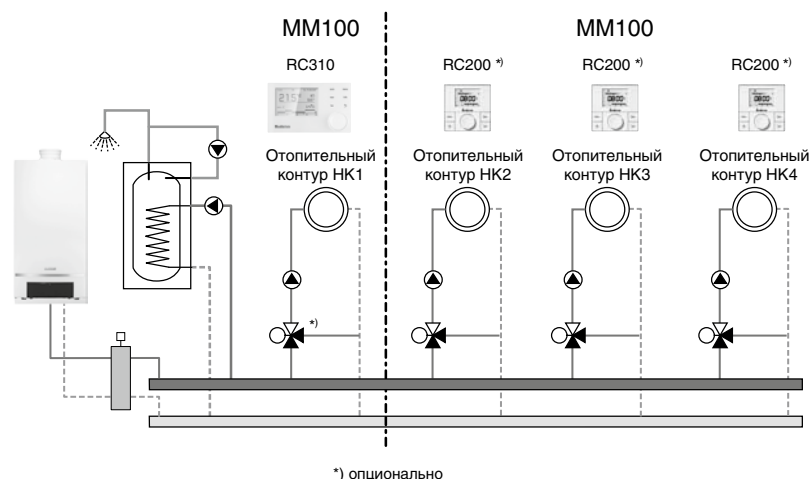 MM100
MM100
RC310
RC200 *)
RC200 *)
RC200 *)
Отопительный
контур HK1
Отопительный
контур HK2
Отопительный
контур HK3
Отопительный
контур HK4
*)
*) опционально